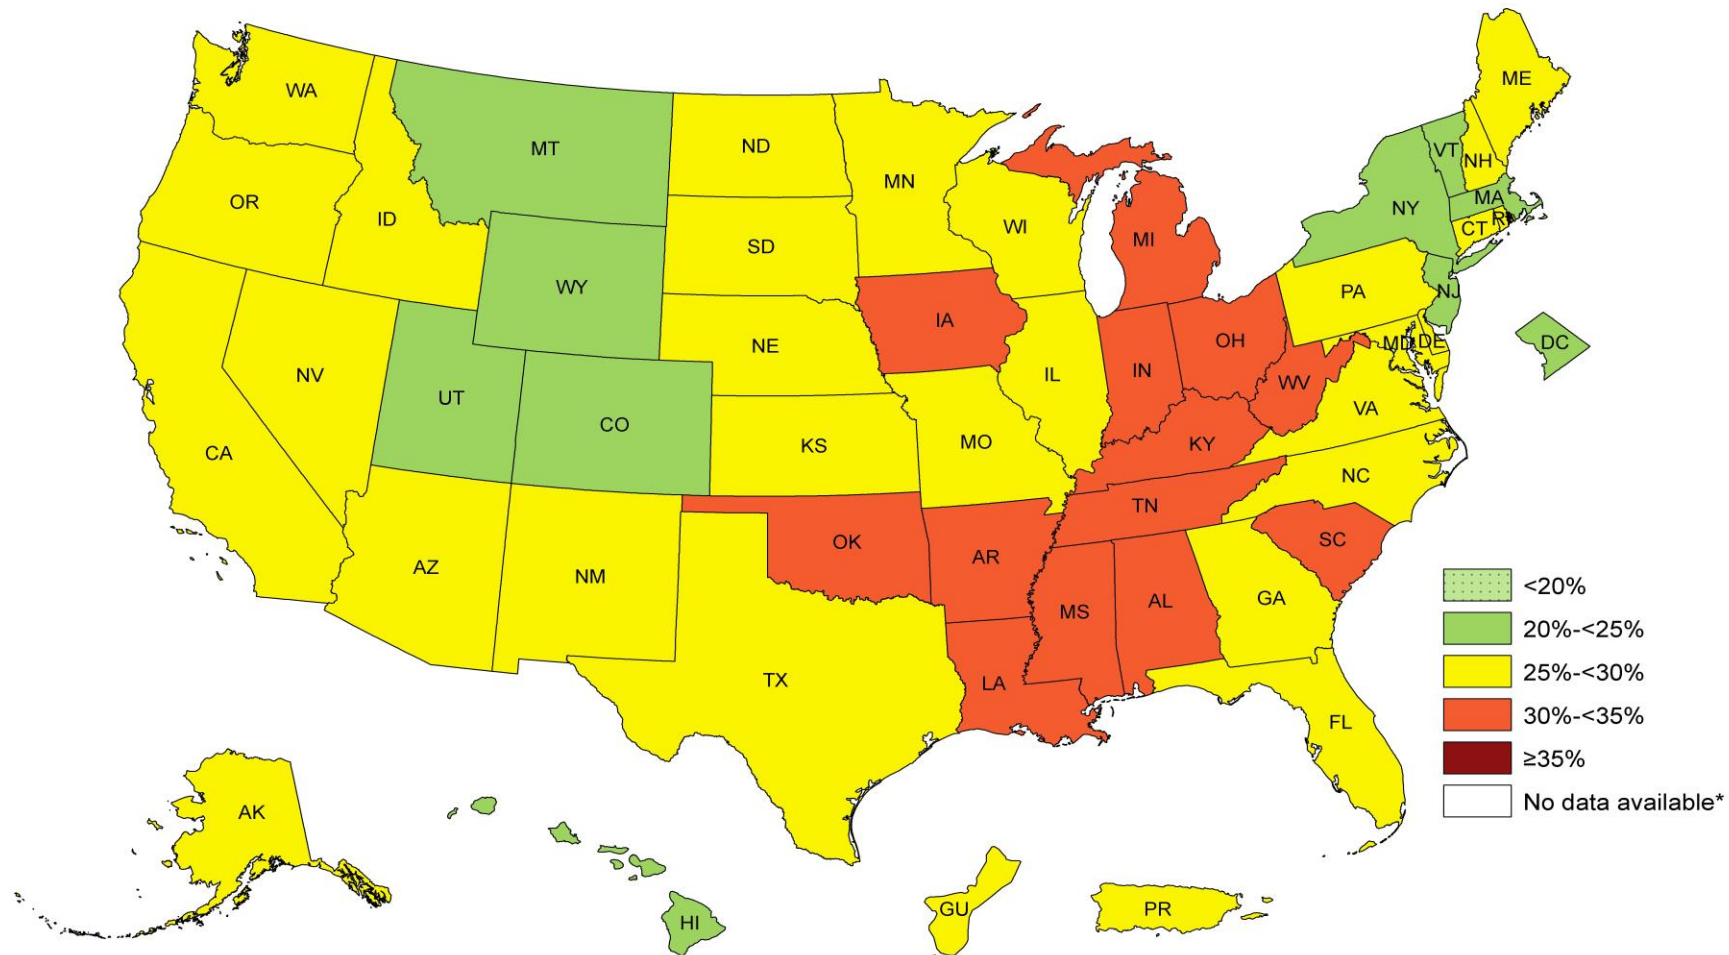 WA
MT
ND
MN
ME
VT
NH
OR
ID
SD
WI
MI
NY
MA
CT
RI
WY
IA
PA
NJ
NE
IL
IN
OH
MD
DE
DC
NV
UT
CO
KS
MO
WV
VA
KY
CA
NC
TN
AZ
NM
OK
AR
SC
MS
AL
GA
TX
LA
FL
AK
HI
GU
PR
<20%
20%-<25%
25%-<30%
30%-<35%
≥35%
No data available*